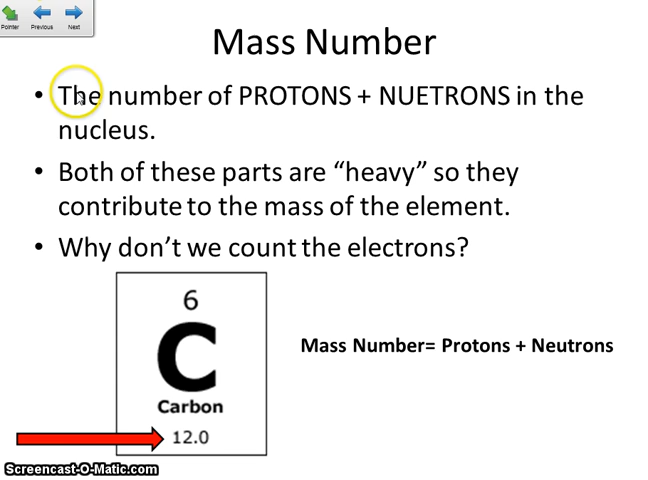 Pointer Previous Next
Mass Number
• The number of PROTONS + NUETRONS in the
nucleus.
• Both of these parts are “heavy” so they
contribute to the mass of the element.
• Why don’t we count the electrons?
6
C
Carbon
12.0
Mass Number= Protons + Neutrons
Screencast-O-Matic.com